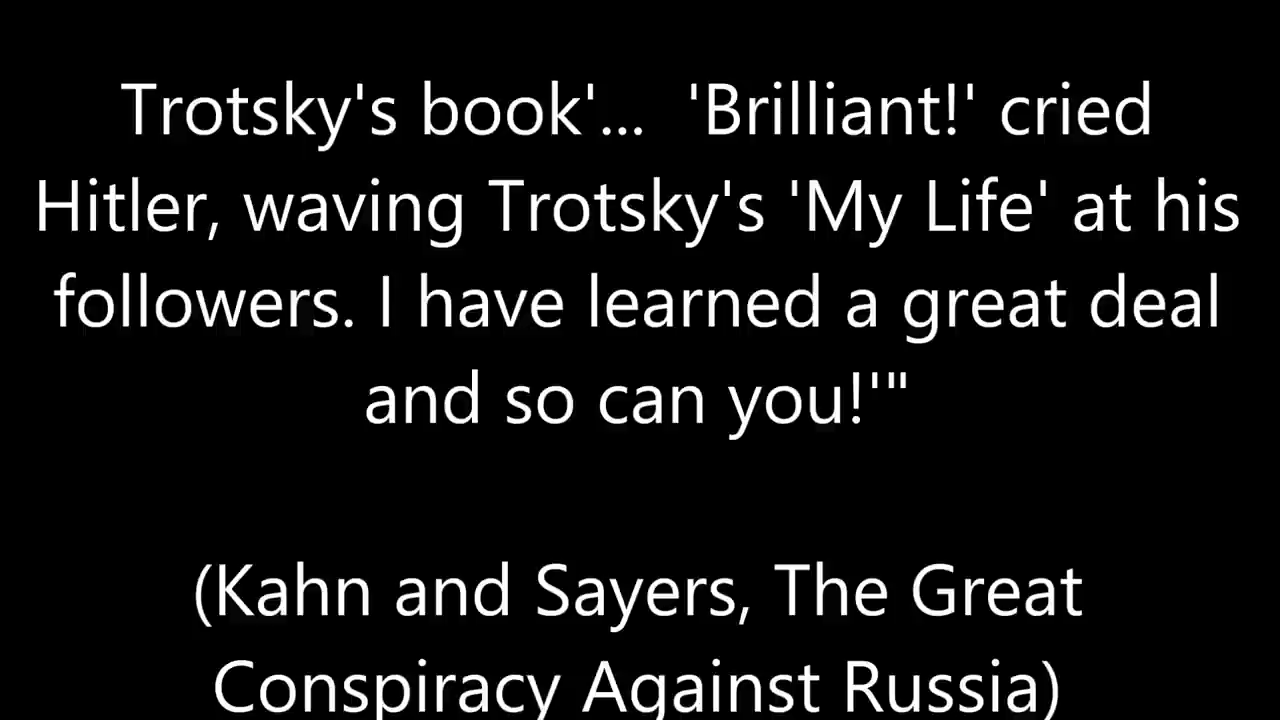 Trotsky's book'...  'Brilliant!' cried
Hitler, waving Trotsky's 'My Life' at his
followers. I have learned a great deal
and so can you!'"
(Kahn and Sayers, The Great
Conspiracy Against Russia)